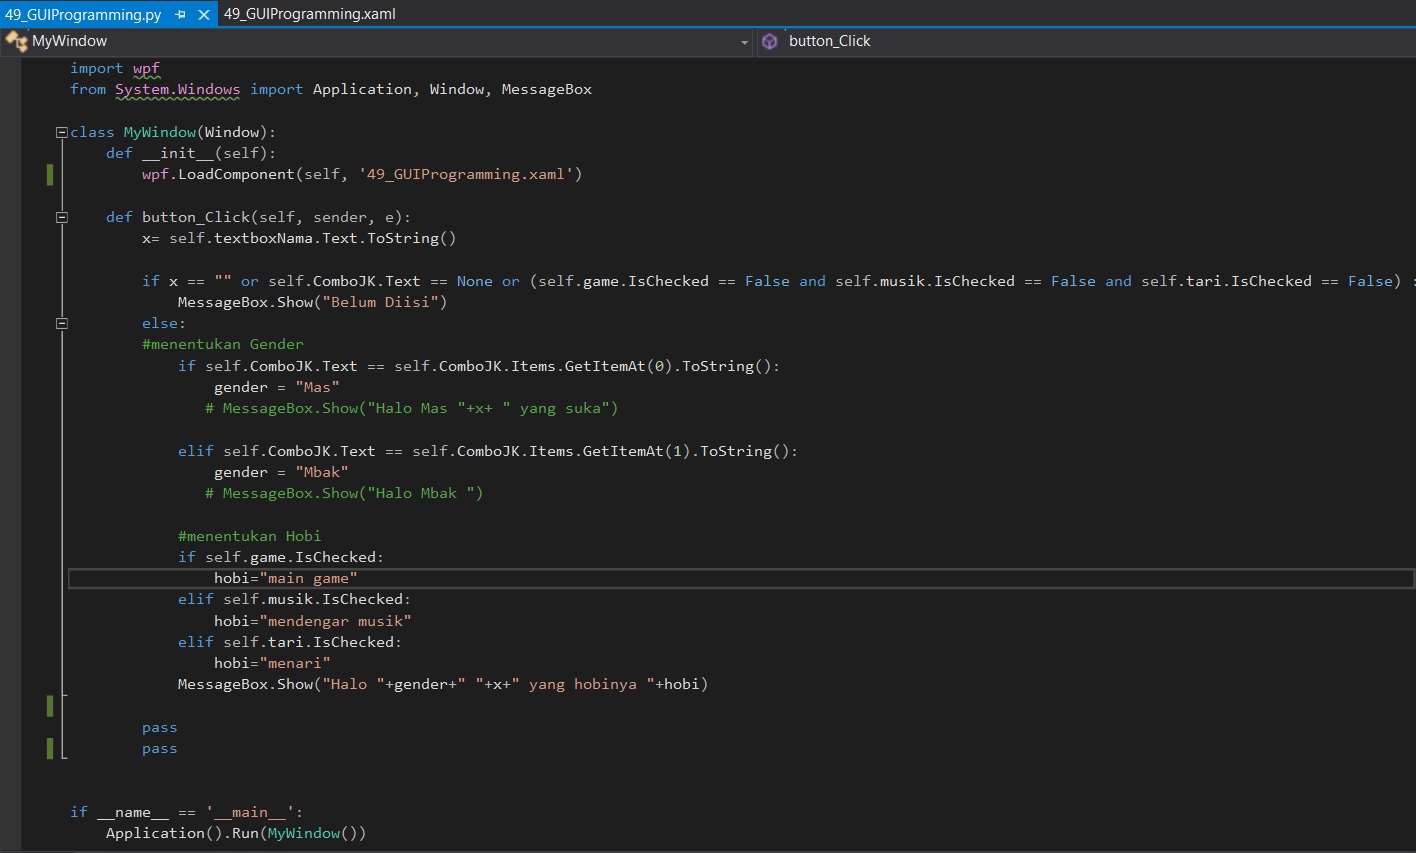 49_GUIProgramming.py 49_GUIProgramming.xaml
MyWindow button_Click
import wpf
from System.Windows import Application, Window, MessageBox
class MyWindow(Window):
def __init__(self):
wpf.LoadComponent(self, '49_GUIProgramming.xaml')
def button_Click(self, sender, e):
x= self.textboxNama.Text.ToString()
if x == "" or self.ComboJK.Text == None or (self.game.IsChecked == False and self.musik.IsChecked == False and self.tari.IsChecked == False) :
MessageBox.Show("Belum Diisi")
else:
#menentukan Gender
if self.ComboJK.Text == self.ComboJK.Items.GetItemAt(0).ToString():
gender = "Mas"
# MessageBox.Show("Halo Mas "+x+ " yang suka")
elif self.ComboJK.Text == self.ComboJK.Items.GetItemAt(1).ToString():
gender = "Mbak"
# MessageBox.Show("Halo Mbak ")
#menentukan Hobi
if self.game.IsChecked:
hobi="main game"
elif self.musik.IsChecked:
hobi="mendengar musik"
elif self.tari.IsChecked:
hobi="menari"
MessageBox.Show("Halo "+gender+" "+x+" yang hobinya "+hobi)
pass
pass
if __name__ == '__main__':
Application().Run(MyWindow())